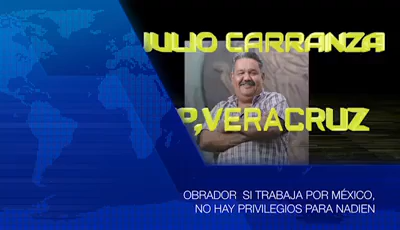 JULIO CARRANZA
P,VERACRUZ
OBRADOR SI TRABAJA POR MÉXICO,
NO HAY PRIVILEGIOS PARA NADIEN